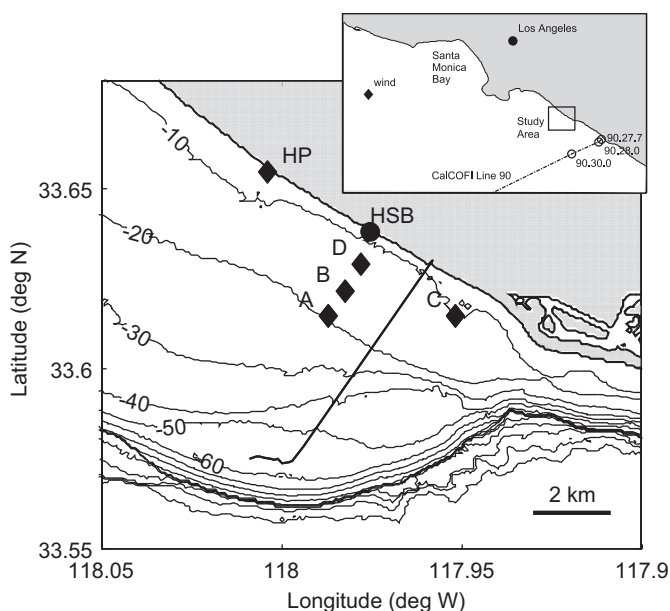 Los Angeles
Santa
Monica
Bay
wind
Study
Area
90.27.7
90.28.0
90.30.0
CalCOFI Line 90
-10
HP
33.65
HSB
D
-20
B
A
C
-30
33.6
-40
-50
-60
2 km
33.55
118.05
118
117.95
117.9
Latitude (deg N)
Longitude (deg W)